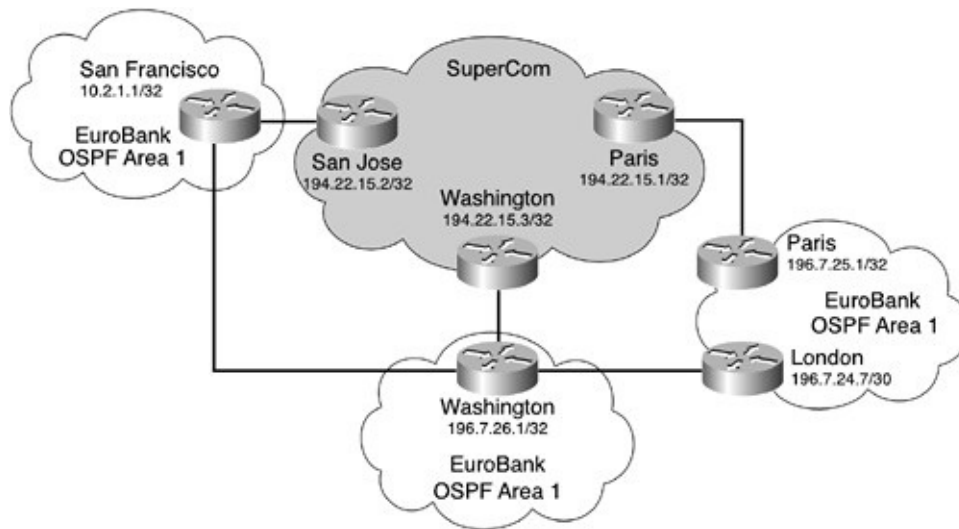 San Francisco
10.2.1.1/32
EuroBank
OSPF Area 1
SuperCom
San Jose
194.22.15.2/32
Paris
194.22.15.1/32
Washington
194.22.15.3/32
Paris
196.7.25.1/32
EuroBank
OSPF Area 1
London
196.7.24.7/30
Washington
196.7.26.1/32
EuroBank
OSPF Area 1